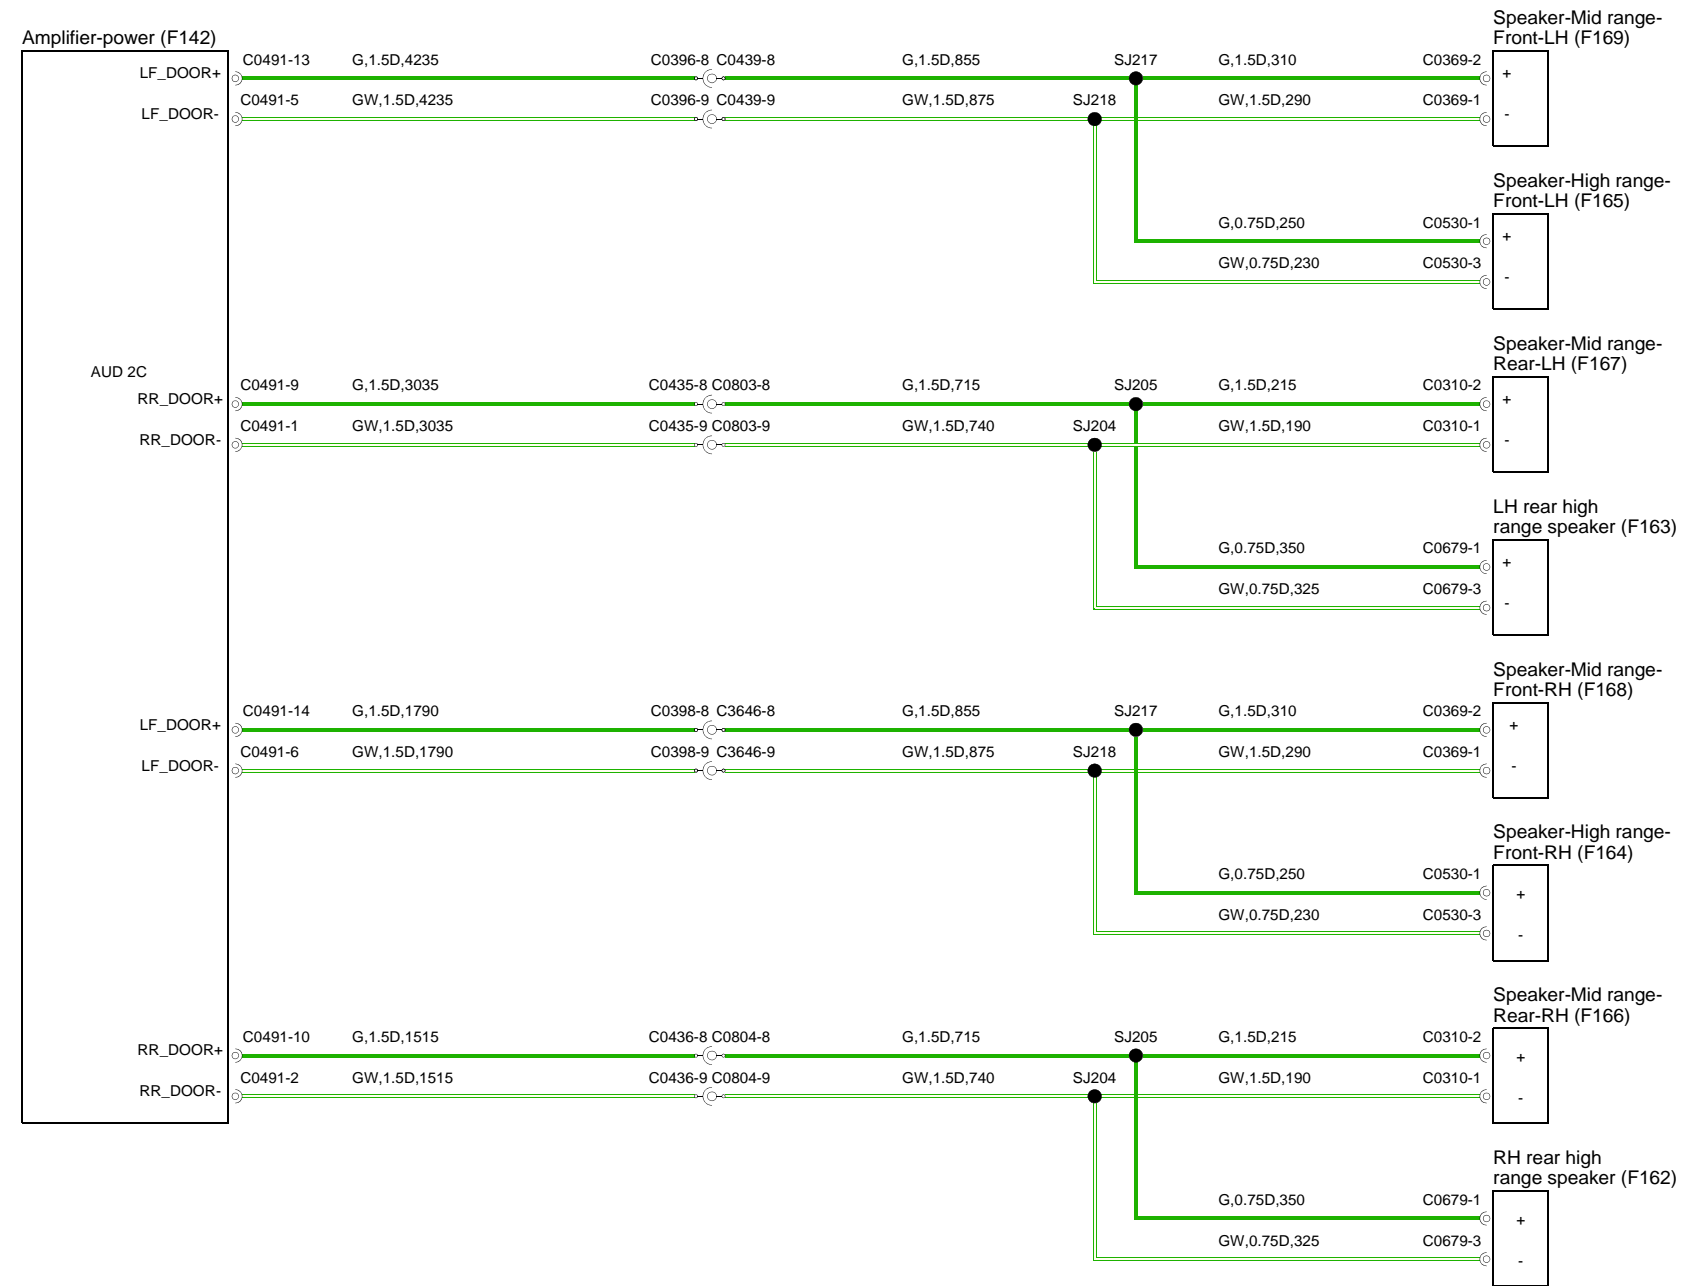 Speaker-Mid range-
Amplifier-power (F142)
Front-LH (F169)
C0491-13 G,1.5D,4235 C0396-8 C0439-8 G,1.5D,855 SJ217 G,1.5D,310 C0369-2
LF_DOOR+ +
C0491-5 GW,1.5D,4235 C0396-9 C0439-9 GW,1.5D,875 SJ218 GW,1.5D,290 C0369-1
LF_DOOR- -
Speaker-High range-
Front-LH (F165)
G,0.75D,250 C0530-1
+
GW,0.75D,230 C0530-3
-
Speaker-Mid range-
Rear-LH (F167)
AUD 2C
C0491-9 G,1.5D,3035 C0435-8 C0803-8 G,1.5D,715 SJ205 G,1.5D,215 C0310-2
RR_DOOR+ +
C0491-1 GW,1.5D,3035 C0435-9 C0803-9 GW,1.5D,740 SJ204 GW,1.5D,190 C0310-1
RR_DOOR- -
LH rear high
range speaker (F163)
G,0.75D,350 C0679-1
+
GW,0.75D,325 C0679-3
-
Speaker-Mid range-
Front-RH (F168)
C0491-14 G,1.5D,1790 C0398-8 C3646-8 G,1.5D,855 SJ217 G,1.5D,310 C0369-2
LF_DOOR+ +
C0491-6 GW,1.5D,1790 C0398-9 C3646-9 GW,1.5D,875 SJ218 GW,1.5D,290 C0369-1
LF_DOOR- -
Speaker-High range-
Front-RH (F164)
G,0.75D,250 C0530-1
+
GW,0.75D,230 C0530-3
-
Speaker-Mid range-
Rear-RH (F166)
C0491-10 G,1.5D,1515 C0436-8 C0804-8 G,1.5D,715 SJ205 G,1.5D,215 C0310-2
RR_DOOR+ +
C0491-2 GW,1.5D,1515 C0436-9 C0804-9 GW,1.5D,740 SJ204 GW,1.5D,190 C0310-1
RR_DOOR- -
RH rear high
range speaker (F162)
G,0.75D,350 C0679-1
+
GW,0.75D,325 C0679-3
-